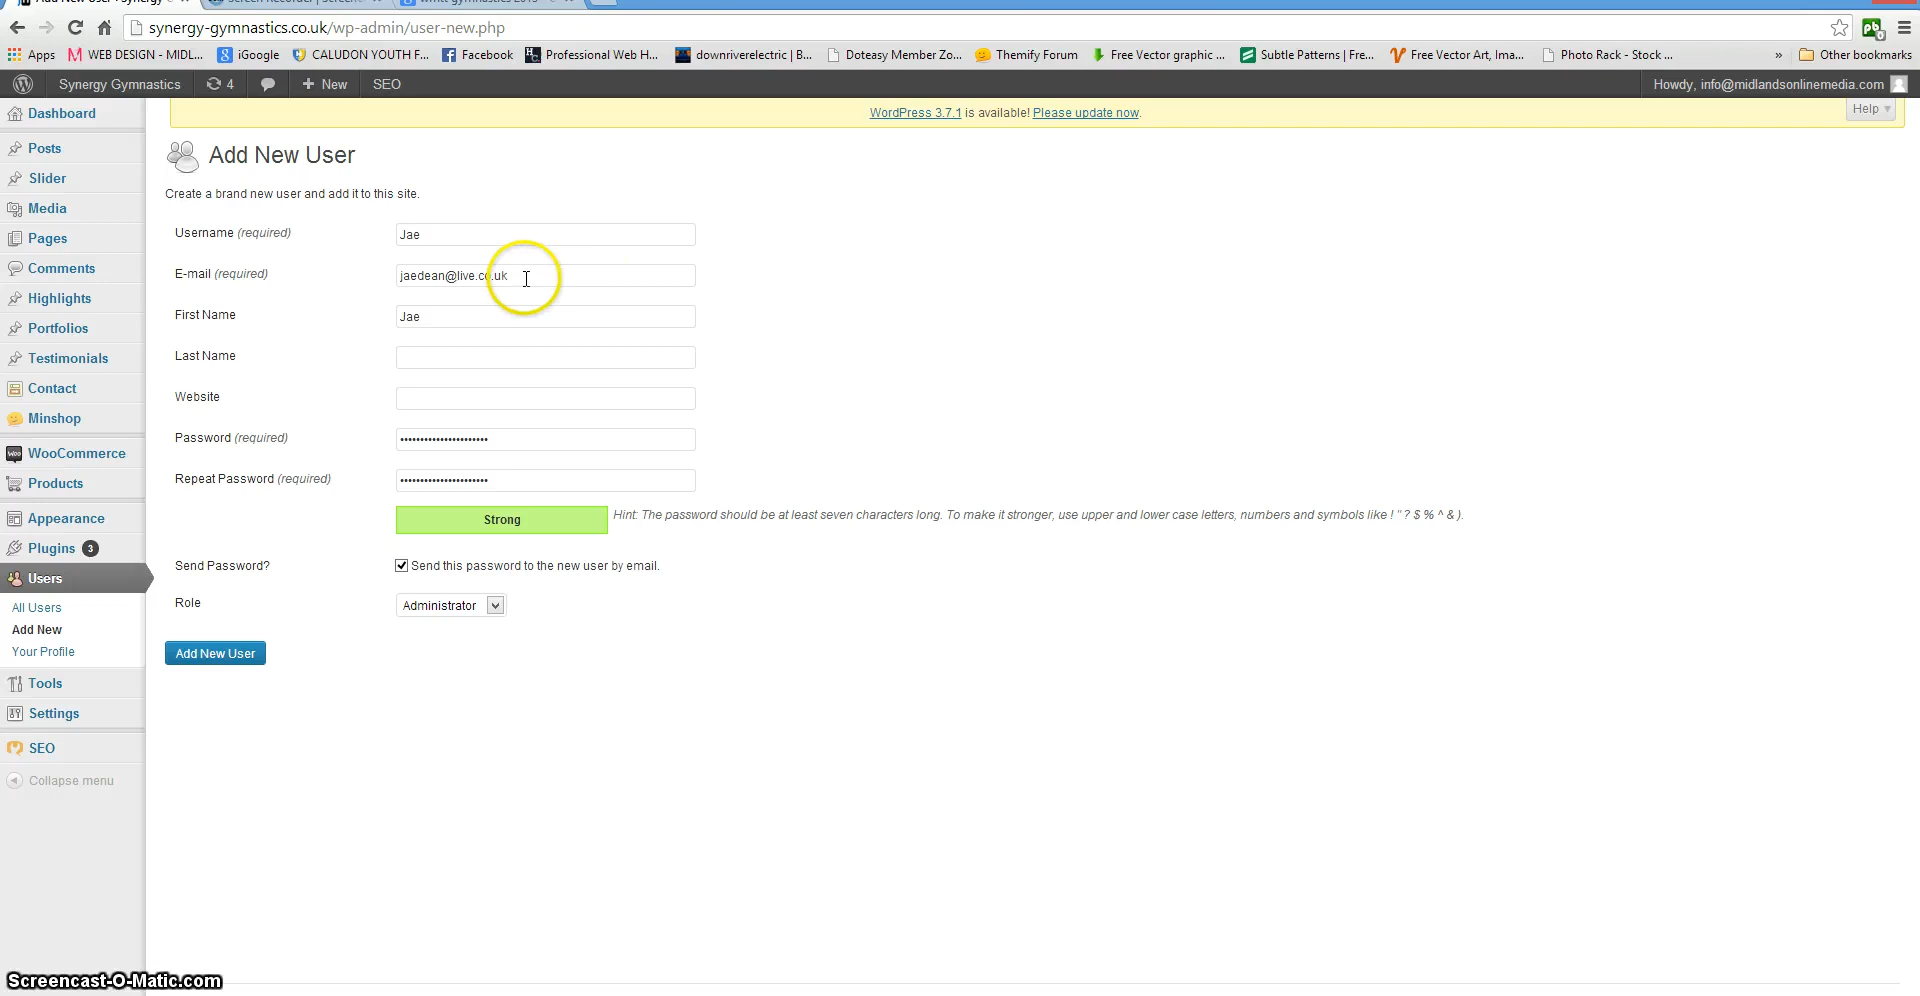 Add New User
synergy-gymnastics.co.uk/wp-admin/user-new.php
Apps WEB DESIGN - MIDL... iGoogle CALUDON YOUTH F... Facebook Professional Web H... downriverelectric | B... Doteasy Member Zo... Themify Forum Free Vector graphic ... Subtle Patterns | Fre... Free Vector Art, Ima... Photo Rack - Stock ... » Other bookmarks
Synergy Gymnastics 4 + New SEO Howdy, info@midlandsonlinemedia.com
Dashboard
WordPress 3.7.1 is available! Please update now.
Help
Posts
Slider
Media
Pages
Comments
Highlights
Portfolios
Testimonials
Contact
Minshop
WooCommerce
Products
Appearance
Plugins 3
Users
All Users
Add New
Your Profile
Tools
Settings
SEO
Collapse menu
Add New User
Create a brand new user and add it to this site.
Username (required) Jae
E-mail (required) jaedean@live.co.uk
First Name Jae
Last Name
Website
Password (required) ••••••••••••••••••••••
Repeat Password (required) ••••••••••••••••••••••
Strong
Hint: The password should be at least seven characters long. To make it stronger, use upper and lower case letters, numbers and symbols like ! " ? $ % ^ & ).
Send Password? Send this password to the new user by email.
Role Administrator
Add New User
Screencast-O-Matic.com